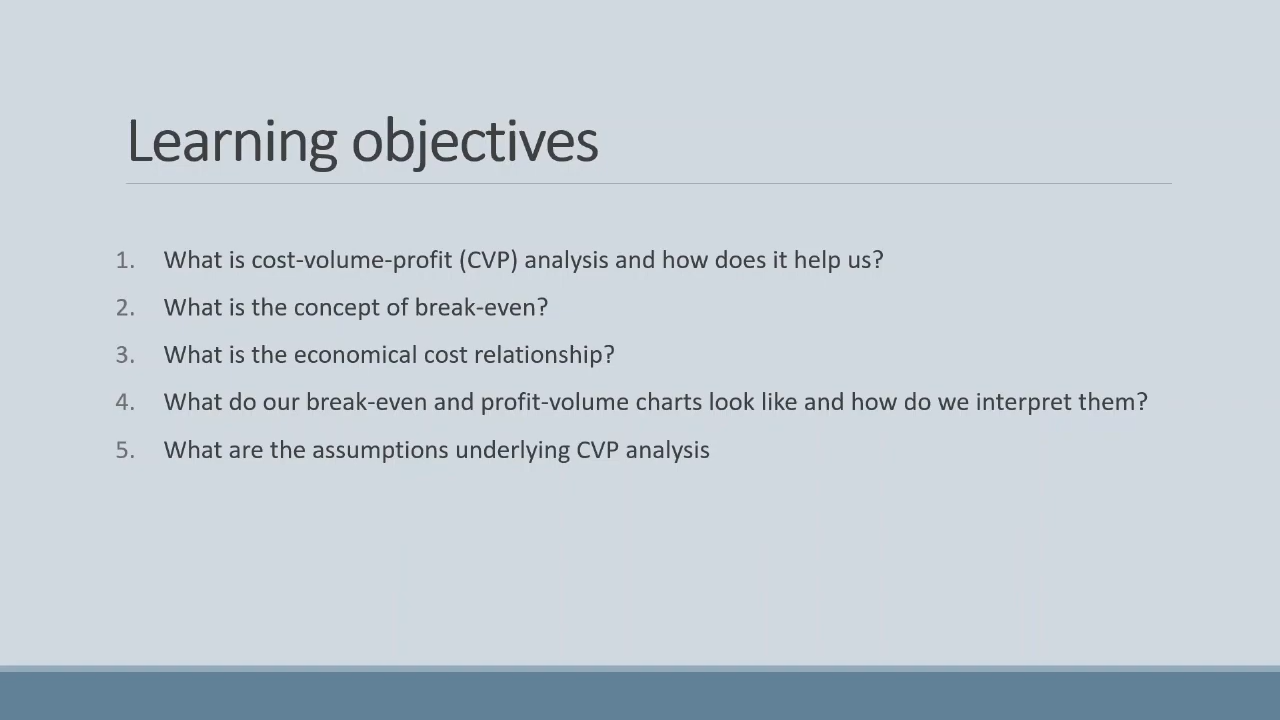 Learning objectives
1. What is cost-volume-profit (CVP) analysis and how does it help us?
2. What is the concept of break-even?
3. What is the economical cost relationship?
4. What do our break-even and profit-volume charts look like and how do we interpret them?
5. What are the assumptions underlying CVP analysis